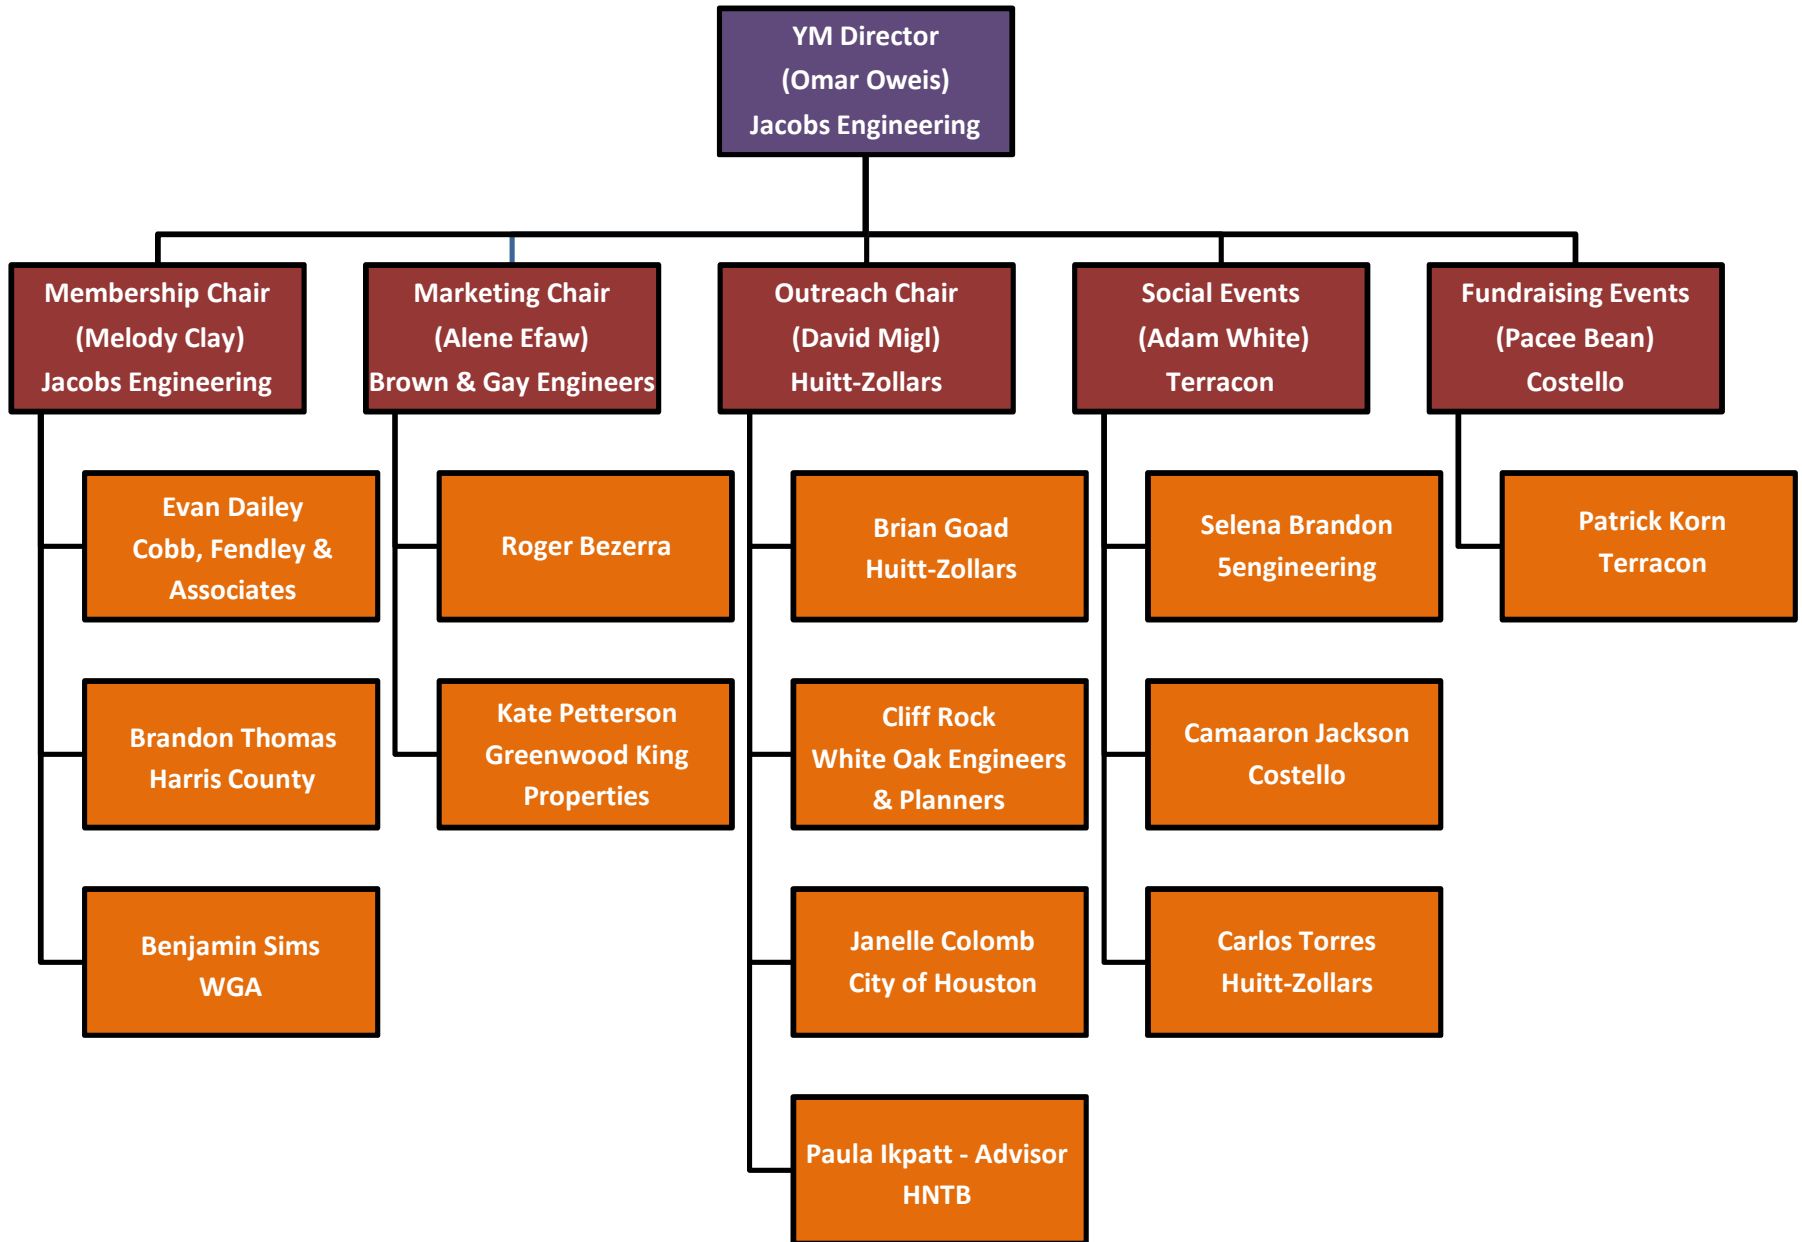 YM Director
(Omar Oweis)
Jacobs Engineering
Membership Chair
(Melody Clay)
Jacobs Engineering
Marketing Chair
(Alene Efaw)
Brown & Gay Engineers
Outreach Chair
(David Migl)
Huitt-Zollars
Social Events
(Adam White)
Terracon
Fundraising Events
(Pacee Bean)
Costello
Evan Dailey
Cobb, Fendley &
Associates
Roger Bezerra
Brian Goad
Huitt-Zollars
Selena Brandon
5engineering
Patrick Korn
Terracon
Brandon Thomas
Harris County
Kate Petterson
Greenwood King
Properties
Cliff Rock
White Oak Engineers
& Planners
Camaaron Jackson
Costello
Benjamin Sims
WGA
Janelle Colomb
City of Houston
Carlos Torres
Huitt-Zollars
Paula Ikpatt - Advisor
HNTB